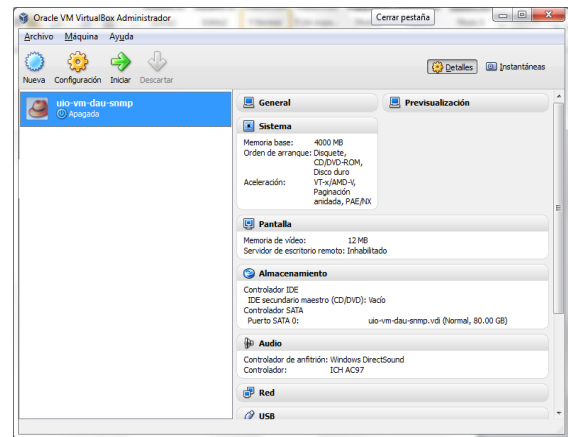 Oracle VM VirtualBox Administrador
Cerrar pestaña
Archivo Máquina Ayuda
Nueva Configuración Iniciar Descartar
Detalles Instantáneas
uio-vm-dau-snmp
Apagada
General
Previsualización
Sistema
Memoria base: 4000 MB
Orden de arranque: Disquete,
CD/DVD-ROM,
Disco duro
Aceleración: VT-x/AMD-V,
Paginación
anidada, PAE/NX
Pantalla
Memoria de vídeo: 12 MB
Servidor de escritorio remoto: Inhabilitado
Almacenamiento
Controlador IDE
IDE secundario maestro (CD/DVD): Vacío
Controlador SATA
Puerto SATA 0: uio-vm-dau-snmp.vdi (Normal, 80.00 GB)
Audio
Controlador de anfitrión: Windows DirectSound
Controlador: ICH AC97
Red
USB